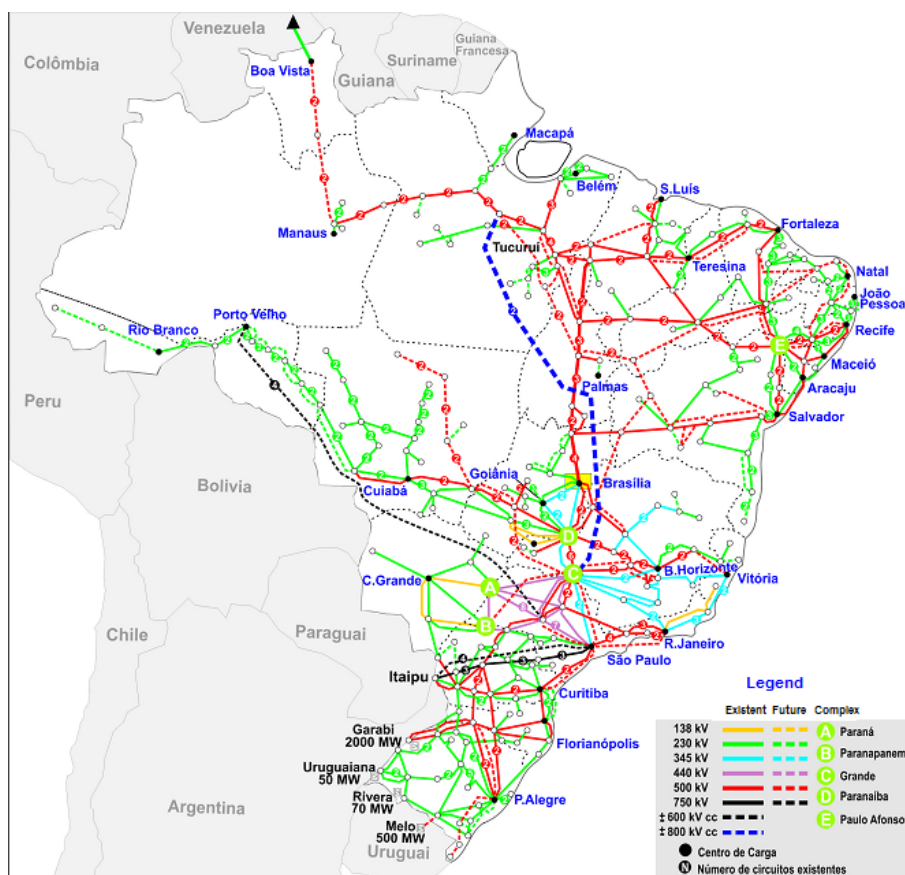 Venezuela
Guiana
Francesa
Suriname
Colômbia
Guiana
Boa Vista
2
2
Macapá
Belém
S.Luis
Manaus
Fortaleza
Tucuruí
Teresina
Natal
João
Pessoa
Recife
Porto Velho
Rio Branco
E
Maceió
Palmas
Aracaju
Salvador
Peru
Goiânia
Brasília
Cuiabá
Bolivia
D
C
B.Horizonte
Vitória
C.Grande
A
B
R.Janeiro
São Paulo
Chile
Paraguai
Itaipu
Curitiba
Garabi
2000 MW
Florianópolis
Uruguaiana
50 MW
Rivera
70 MW
P.Alegre
Melo
500 MW
Argentina
Uruguai
Legend
Existent Future Complex
138 kV A Paraná
230 kV B Paranapanem
345 kV
440 kV C Grande
500 kV D Paranaiba
750 kV
±600 kV cc E Paulo Afonso
±800 kV cc
Centro de Carga
N Número de circuitos existentes